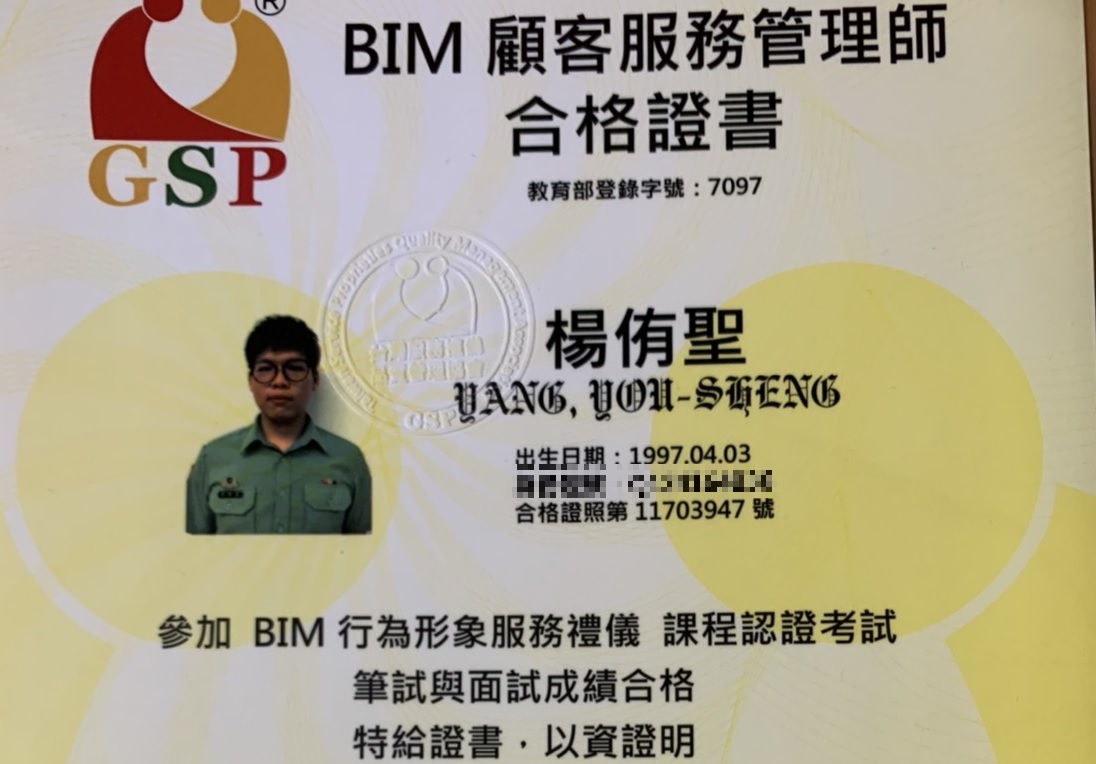 BIM 顧客服務管理師
合格證書
GSP
教育部登錄字號：7097
楊侑聖
YANG, YOU-SHENG
出生日期：1997.04.03
合格證照第 11703947 號
參加 BIM 行為形象服務禮儀 課程認證考試
筆試與面試成績合格
特給證書，以資證明